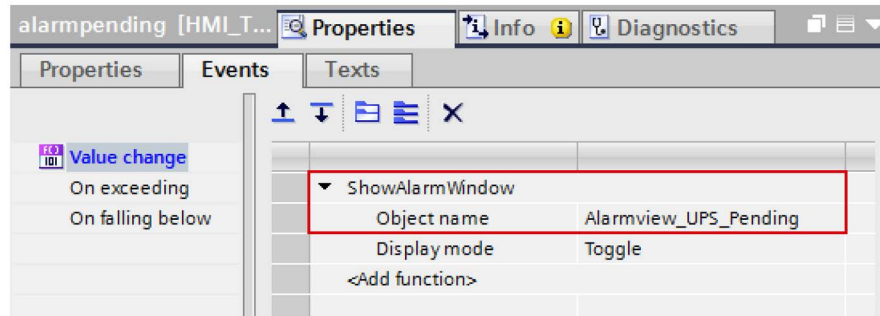 alarmpending [HMI_T... Properties Info Diagnostics
Properties Events Texts
Value change
ShowAlarmWindow
On exceeding
Object name Alarmview_UPS_Pending
On falling below
Display mode Toggle
<Add function>